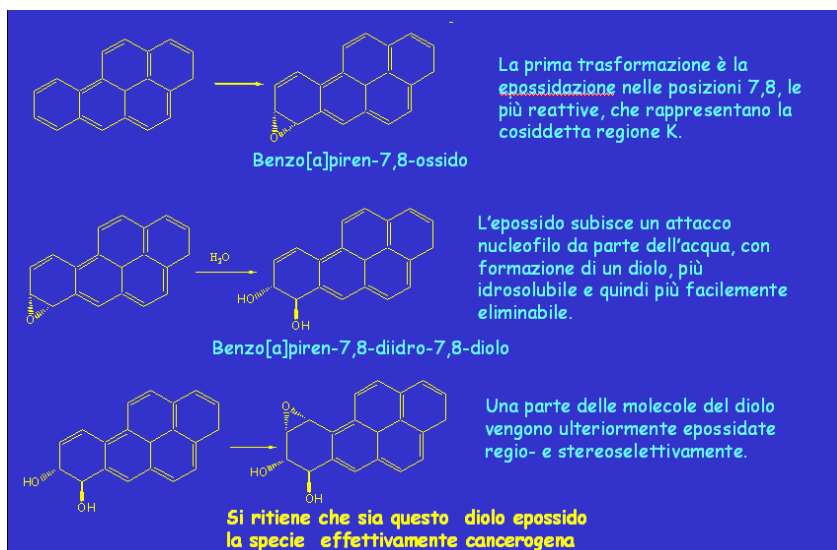 La prima trasformazione è la
epossidazione nelle posizioni 7,8, le
più reattive, che rappresentano la
cosiddetta regione K.
O
Benzo[a]piren-7,8-ossido
L'epossido subisce un attacco
nucleofilo da parte dell'acqua, con
formazione di un diolo, più
idrosolubile e quindi più facilemente
eliminabile.
H₂O
O
HO
OH
Benzo[a]piren-7,8-diidro-7,8-diolo
Una parte delle molecole del diolo
vengono ulteriormente epossidate
regio- e stereoselettivamente.
HO
OH
O
HO
OH
Si ritiene che sia questo diolo epossido
la specie effettivamente cancerogena